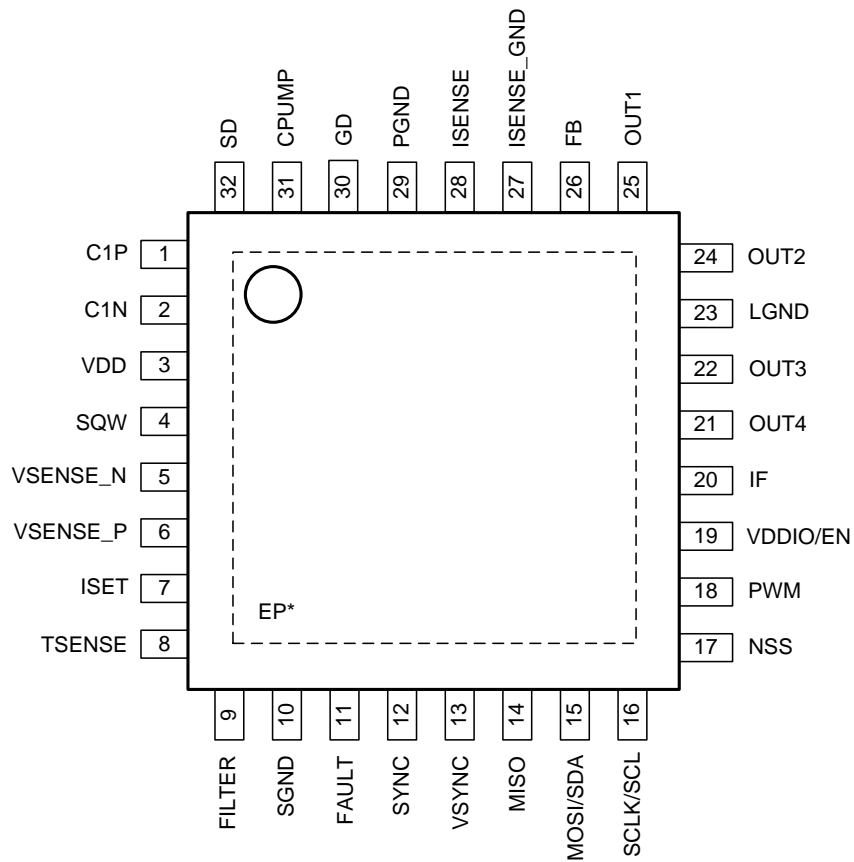 SD
CPUMP
GD
PGND
ISENSE
ISENSE_GND
FB
OUT1
32
31
30
29
28
27
26
25
C1P 1
C1N 2
VDD 3
SQW 4
VSENSE_N 5
VSENSE_P 6
ISET 7
TSENSE 8
24 OUT2
23 LGND
22 OUT3
21 OUT4
20 IF
19 VDDIO/EN
18 PWM
17 NSS
EP*
9
10
11
12
13
14
15
16
FILTER
SGND
FAULT
SYNC
VSYNC
MISO
MOSI/SDA
SCLK/SCL